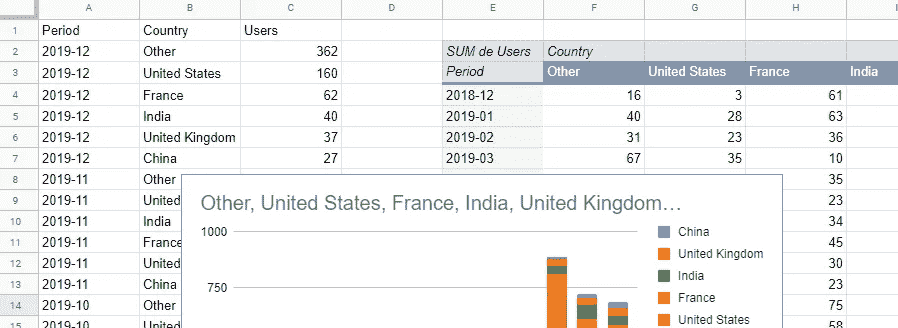 A B C D E F G H
1 Period Country Users
2 2019-12 Other 362 SUM de Users Country
3 2019-12 United States 160 Period Other United States France India
4 2019-12 France 62 2018-12 16 3 61
5 2019-12 India 40 2019-01 40 28 63
6 2019-12 United Kingdom 37 2019-02 31 23 36
7 2019-12 China 27 2019-03 67 35 10
8 2019-11 Other 35
9 2019-11 United 23
10 2019-11 India 34
11 2019-11 France 45
12 2019-11 United 30
13 2019-11 China 23
14 2019-10 Other 75
15 2019-10 United 58
Other, United States, France, India, United Kingdom…
1000
750
China
United Kingdom
India
France
United States